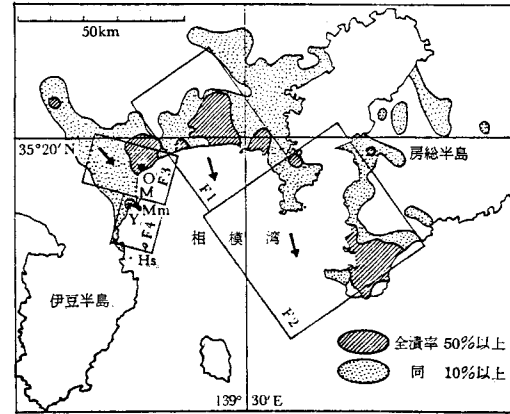 50km
35°20′N
房総半島
O
M
F3
F1
Mm
Y
F4
相模湾
Hs
F2
伊豆半島
全潰率 50%以上
同 10%以上
139° 30′E